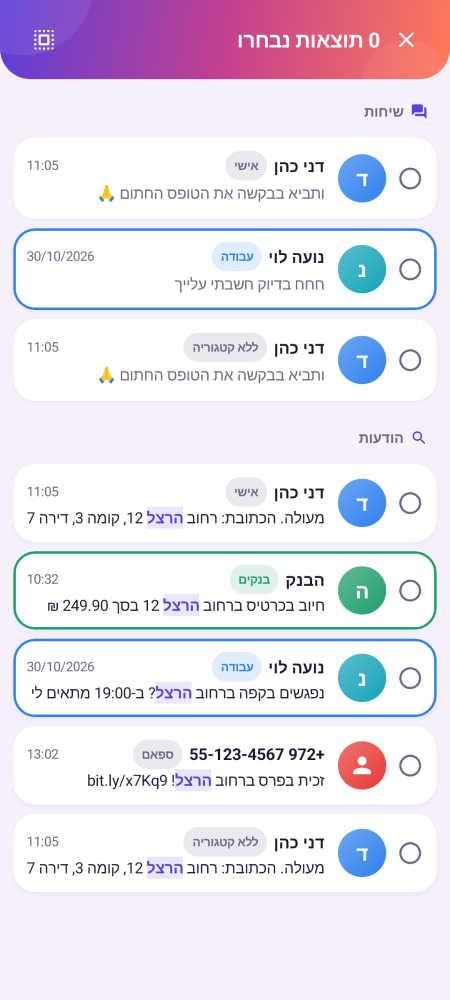 0 תוצאות נבחרו
שיחות
ד דני כהן אישי 11:05
ותביא בבקשה את הטופס החתום 🙏
נ נועה לוי עבודה 30/10/2026
חחח בדיוק חשבתי עלייך
ד דני כהן ללא קטגוריה 11:05
ותביא בבקשה את הטופס החתום 🙏
הודעות
ד דני כהן אישי 11:05
מעולה. הכתובת: רחוב הרצל 12, קומה 3, דירה 7
ה הבנק בנקים 10:32
חיוב בכרטיס ברחוב הרצל 12 בסך 249.90 ₪
נ נועה לוי עבודה 30/10/2026
נפגשים בקפה ברחוב הרצל? ב-19:00 מתאים לי
+972 55-123-4567 ספאם 13:02
זכית בפרס ברחוב הרצל! bit.ly/x7Kq9
ד דני כהן ללא קטגוריה 11:05
מעולה. הכתובת: רחוב הרצל 12, קומה 3, דירה 7